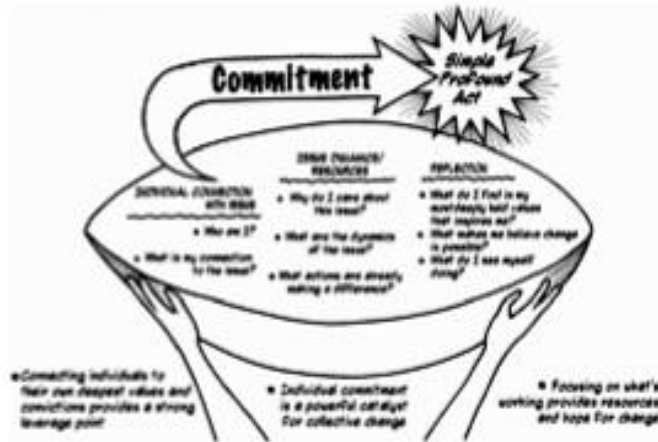 Commitment
Simple
Profound
Act
INDIVIDUAL CONNECTION
WITH ISSUE
• Who am I?
• What is my connection
to the issue?
ISSUE DYNAMICS/
RESOURCES
• Why do I care about
this issue?
• What are the dynamics
of the issue?
• What actions are already
making a difference?
REFLECTION
• What do I find in my
most deeply held values
that inspires me?
• What makes me believe change
is possible?
• What do I see myself
doing?
• Connecting individuals to
their own deepest values and
convictions provides a strong
leverage point
• Individual commitment
is a powerful catalyst
for collective change
• Focusing on what's
working provides resources
and hope for change